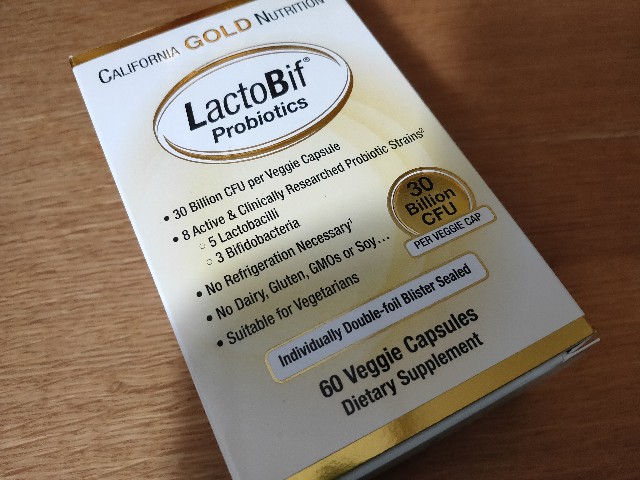 CALIFORNIA GOLD NUTRITION
LactoBif®
Probiotics
• 30 Billion CFU per Veggie Capsule
• 8 Active & Clinically Researched Probiotic Strains²
○ 5 Lactobacilli
○ 3 Bifidobacteria
• No Refrigeration Necessary¹
• No Dairy, Gluten, GMOs or Soy...
• Suitable for Vegetarians
30
Billion
CFU
PER VEGGIE CAP
Individually Double-foil Blister Sealed
60 Veggie Capsules
Dietary Supplement